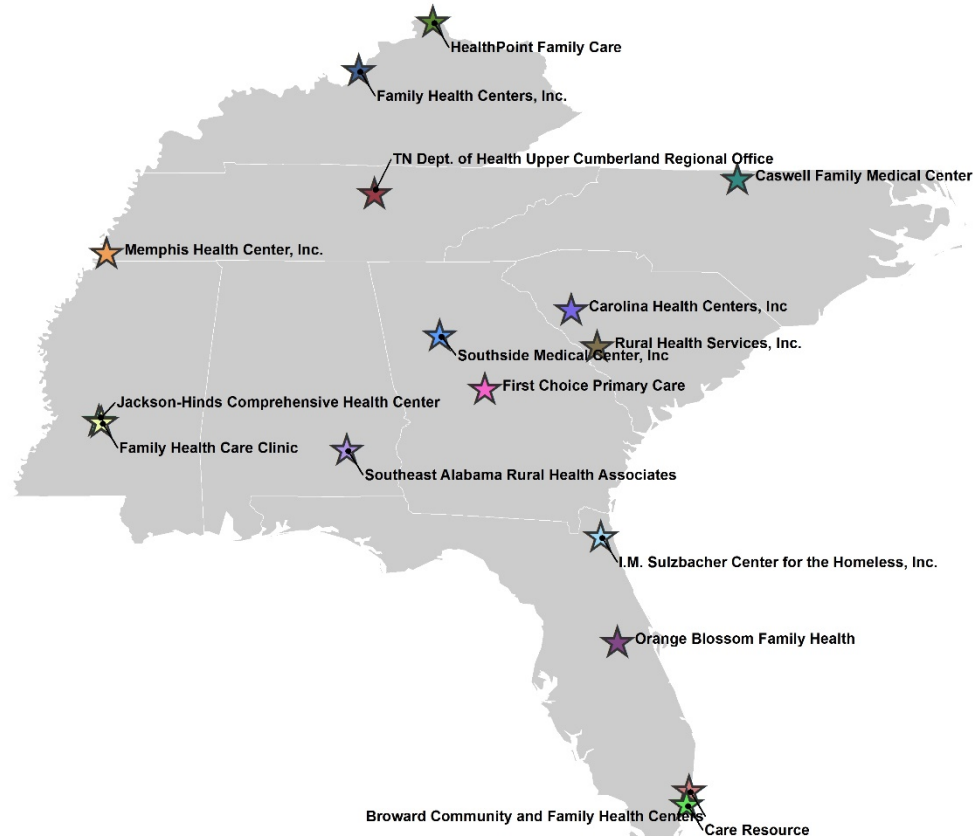 HealthPoint Family Care
Family Health Centers, Inc.
TN Dept. of Health Upper Cumberland Regional Office
Caswell Family Medical Center
Memphis Health Center, Inc.
Carolina Health Centers, Inc
Rural Health Services, Inc.
Southside Medical Center, Inc
First Choice Primary Care
Jackson-Hinds Comprehensive Health Center
Family Health Care Clinic
Southeast Alabama Rural Health Associates
I.M. Sulzbacher Center for the Homeless, Inc.
Orange Blossom Family Health
Broward Community and Family Health Centers
Care Resource